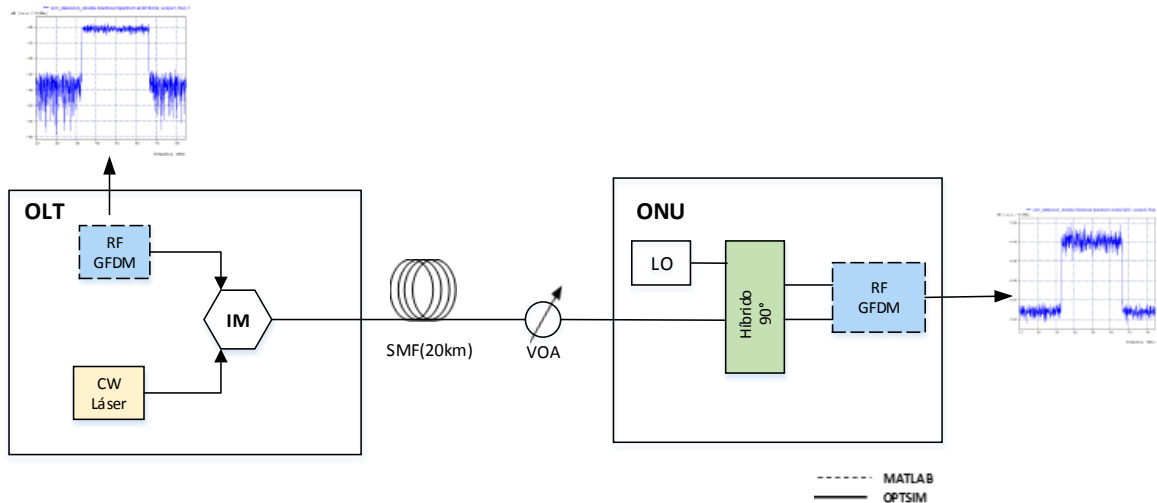 OLT
RF
GFDM
IM
CW
Láser
SMF(20km)
VOA
ONU
LO
Híbrido
90°
RF
GFDM
MATLAB
OPTSIM